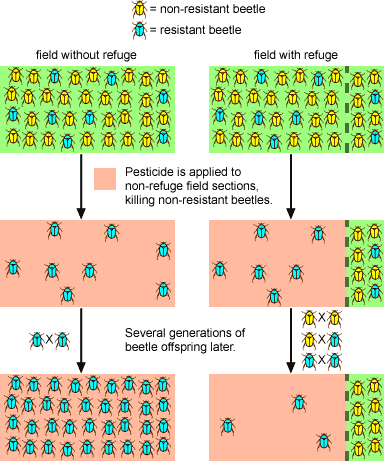 = non-resistant beetle
= resistant beetle
field without refuge
field with refuge
Pesticide is applied to
non-refuge field sections,
killing non-resistant beetles.
X
Several generations of
beetle offspring later.
X
X
X